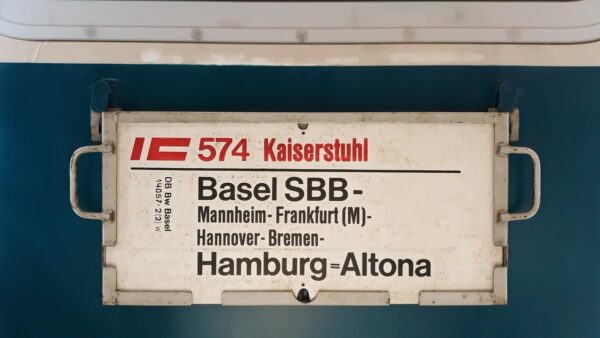 IC 574 Kaiserstuhl
Basel SBB-
Mannheim-Frankfurt (M)-
Hannover-Bremen-
Hamburg=Altona
DB Bw Basel